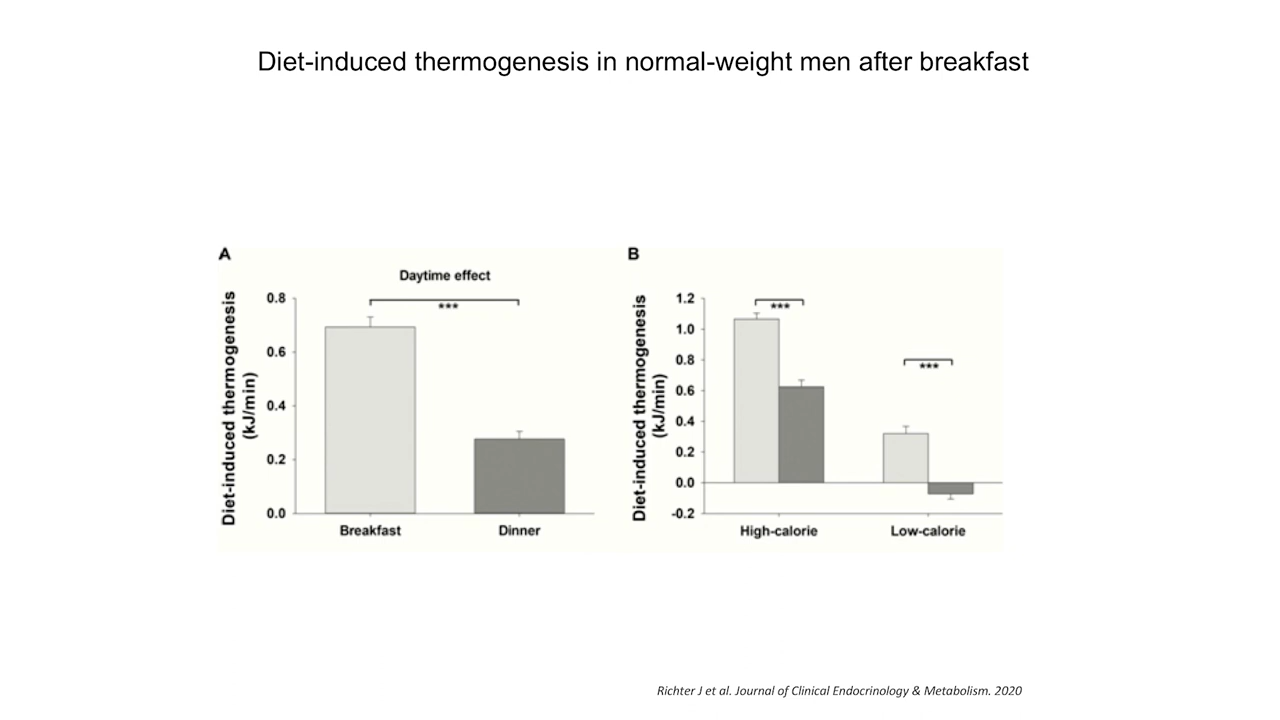 Diet-induced thermogenesis in normal-weight men after breakfast
A
Daytime effect
***
Diet-induced thermogenesis
(kJ/min)
0.8
0.6
0.4
0.2
0.0
Breakfast
Dinner
B
***
***
Diet-induced thermogenesis
(kJ/min)
1.2
1.0
0.8
0.6
0.4
0.2
0.0
-0.2
High-calorie
Low-calorie
Richter J et al. Journal of Clinical Endocrinology & Metabolism. 2020